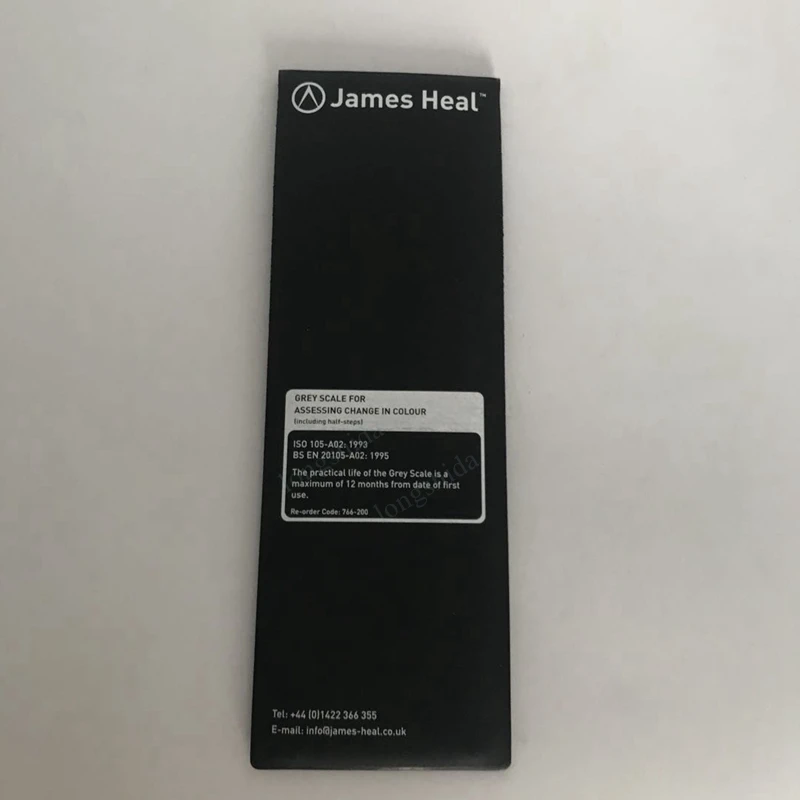 James Heal™
GREY SCALE FOR
ASSESSING CHANGE IN COLOUR
(including half-steps)
ISO 105-A02: 1993
BS EN 20105-A02: 1995
The practical life of the Grey Scale is a
maximum of 12 months from date of first
use.
Re-order Code: 766-200
longshida
longshida
Tel: +44 (0)1422 366 355
E-mail: info@james-heal.co.uk